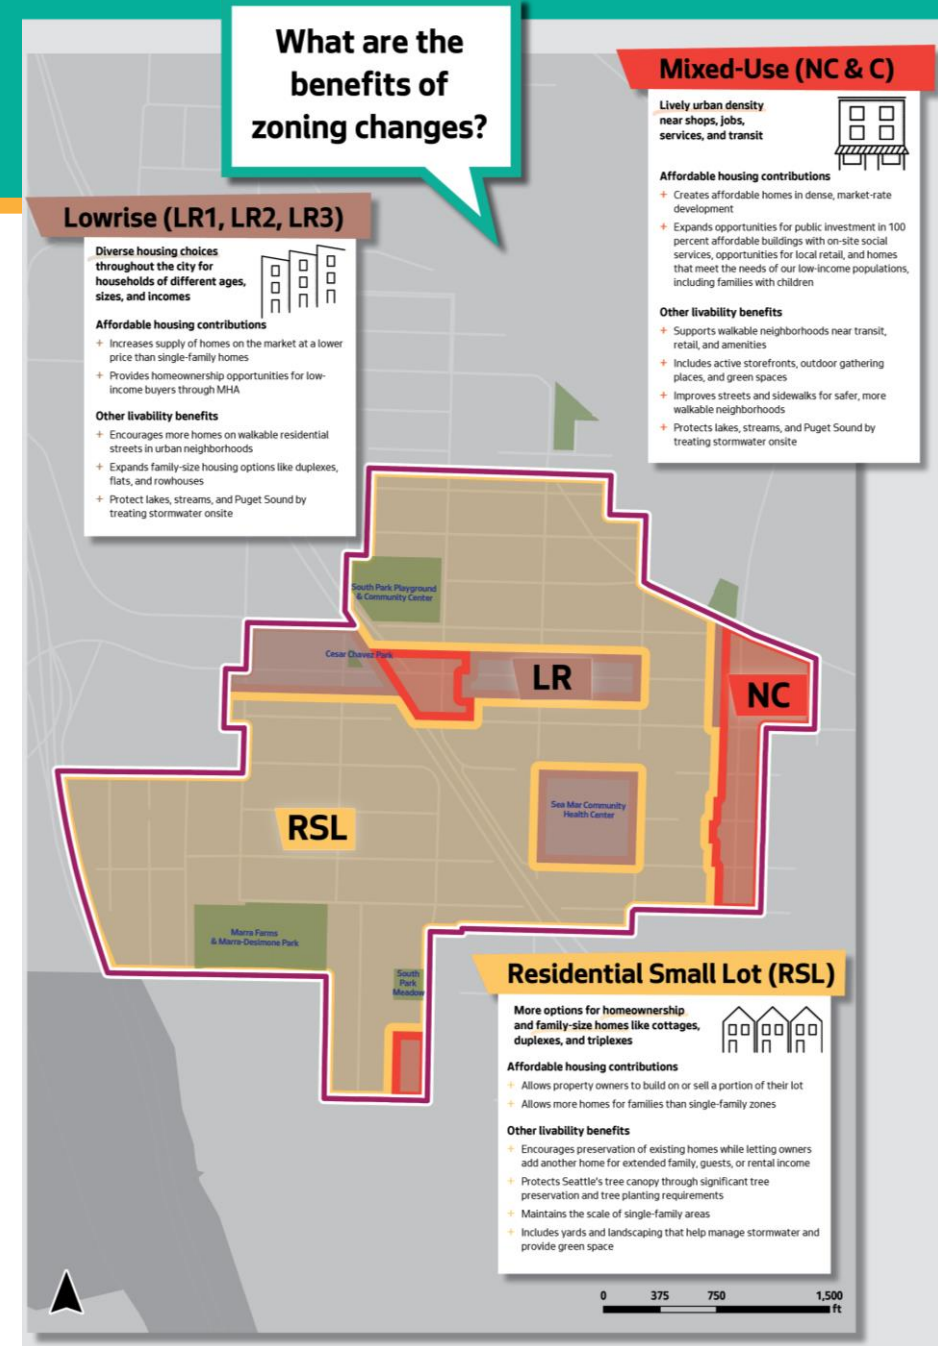 What are the
benefits of
zoning changes?
Mixed-Use (NC & C)
Lively urban density
near shops, jobs,
services, and transit
Affordable housing contributions
+ Creates affordable homes in dense, market-rate
development
+ Expands opportunities for public investment in 100
percent affordable buildings with on-site social
services, opportunities for local retail, and homes
that meet the needs of our low-income populations,
including families with children
Other livability benefits
+ Supports walkable neighborhoods near transit,
retail, and amenities
+ Includes active storefronts, outdoor gathering
places, and green spaces
+ Improves streets and sidewalks for safer, more
walkable neighborhoods
+ Protects lakes, streams, and Puget Sound by
treating stormwater onsite
Lowrise (LR1, LR2, LR3)
Diverse housing choices
throughout the city for
households of different ages,
sizes, and incomes
Affordable housing contributions
+ Increases supply of homes on the market at a lower
price than single-family homes
+ Provides homeownership opportunities for low-
income buyers through MHA
Other livability benefits
+ Encourages more homes on walkable residential
streets in urban neighborhoods
+ Expands family-size housing options like duplexes,
flats, and rowhouses
+ Protect lakes, streams, and Puget Sound by
treating stormwater onsite
South Park Playground
& Community Center
Cesar Chavez Park
LR
NC
Sea Mar Community
Health Center
RSL
Marra Farms
& Marra-Desimone Park
South
Park
Meadow
Residential Small Lot (RSL)
More options for homeownership
and family-size homes like cottages,
duplexes, and triplexes
Affordable housing contributions
+ Allows property owners to build on or sell a portion of their lot
+ Allows more homes for families than single-family zones
Other livability benefits
+ Encourages preservation of existing homes while letting owners
add another home for extended family, guests, or rental income
+ Protects Seattle's tree canopy through significant tree
preservation and tree planting requirements
+ Maintains the scale of single-family areas
+ Includes yards and landscaping that help manage stormwater and
provide green space
0 375 750 1,500
ft